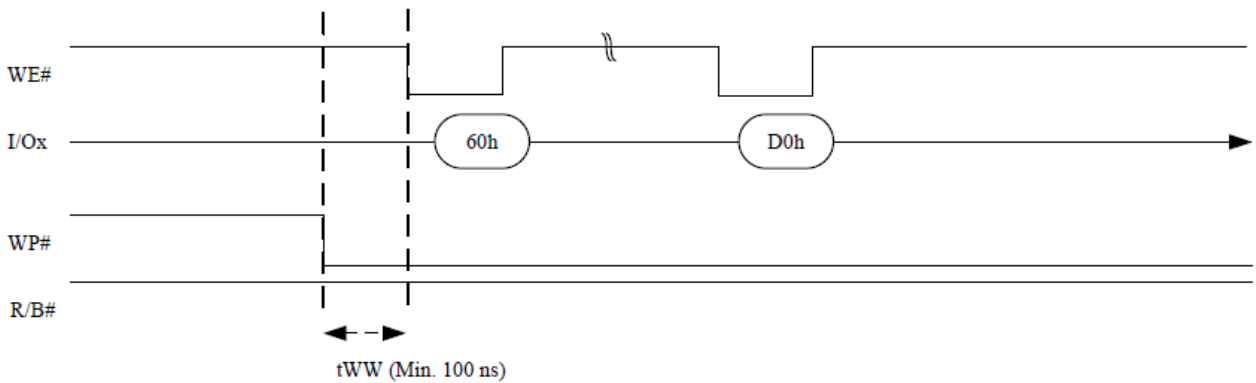 WE#
I/Ox
60h
D0h
WP#
R/B#
tWW (Min. 100 ns)